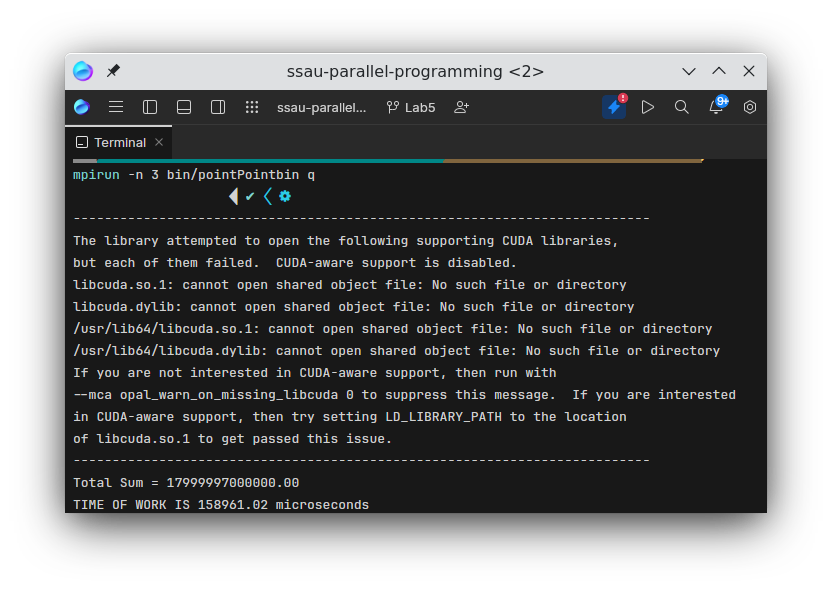 ssau-parallel-programming <2>
ssau-parallel... Lab5 9+
Terminal
mpirun -n 3 bin/pointPointbin q
------------------------------------------------------------------------
The library attempted to open the following supporting CUDA libraries,
but each of them failed.  CUDA-aware support is disabled.
libcuda.so.1: cannot open shared object file: No such file or directory
libcuda.dylib: cannot open shared object file: No such file or directory
/usr/lib64/libcuda.so.1: cannot open shared object file: No such file or directory
/usr/lib64/libcuda.dylib: cannot open shared object file: No such file or directory
If you are not interested in CUDA-aware support, then run with
--mca opal_warn_on_missing_libcuda 0 to suppress this message.  If you are interested
in CUDA-aware support, then try setting LD_LIBRARY_PATH to the location
of libcuda.so.1 to get passed this issue.
------------------------------------------------------------------------
Total Sum = 17999997000000.00
TIME OF WORK IS 158961.02 microseconds